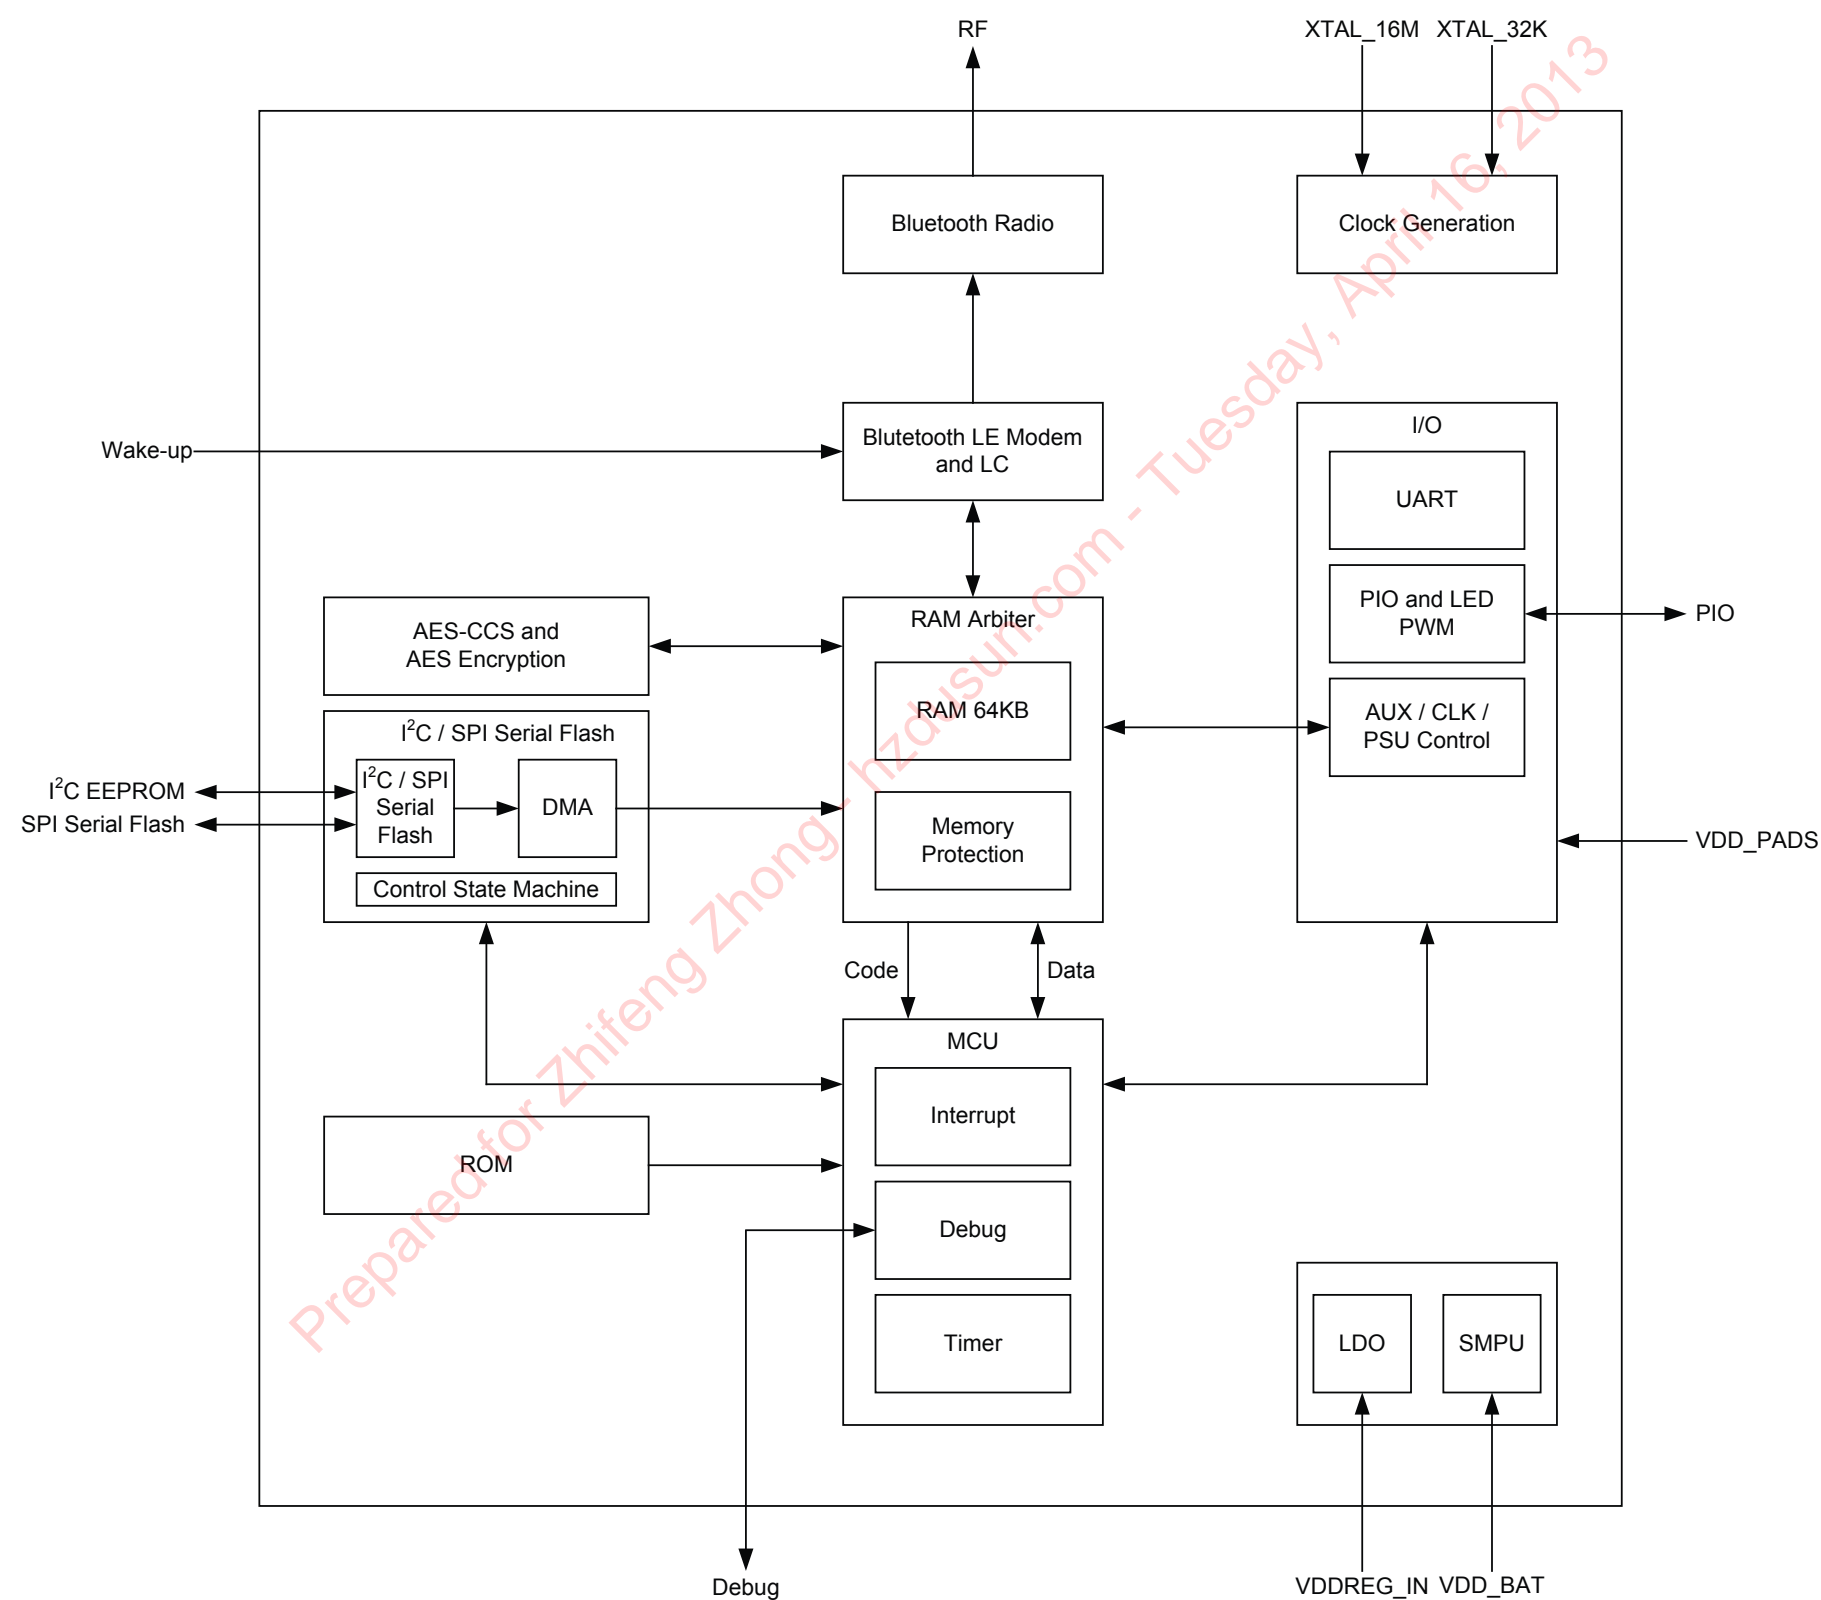 RF
XTAL_16M XTAL_32K
Bluetooth Radio
Clock Generation
Wake-up
Blutetooth LE Modem
and LC
I/O
UART
PIO and LED
PWM
PIO
AUX / CLK /
PSU Control
VDD_PADS
AES-CCS and
AES Encryption
RAM Arbiter
RAM 64KB
Memory
Protection
I²C / SPI Serial Flash
I²C / SPI
Serial
Flash
DMA
Control State Machine
I²C EEPROM
SPI Serial Flash
Code
Data
MCU
Interrupt
Debug
Timer
ROM
LDO
SMPU
Debug
VDDREG_IN VDD_BAT
Prepared for Zhifeng Zhong - hzdusun.com - Tuesday, April 16, 2013